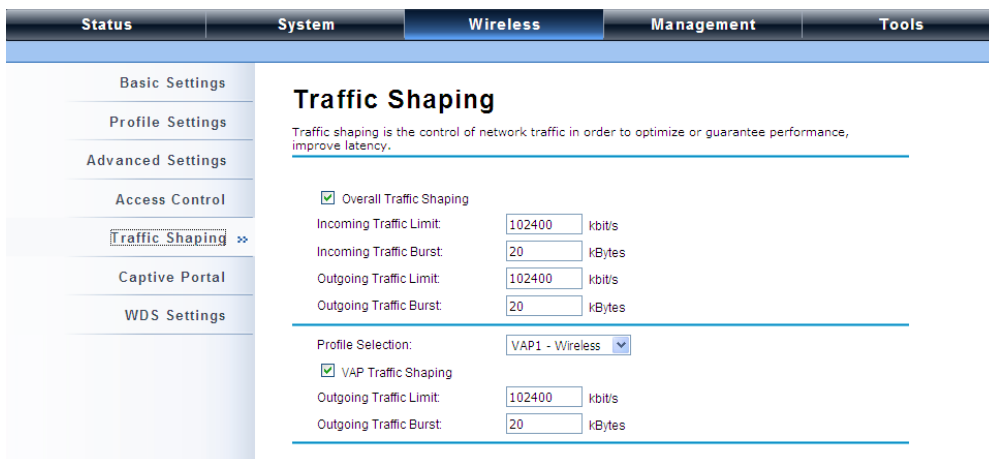 Status System Wireless Management Tools
Basic Settings
Profile Settings
Advanced Settings
Access Control
Traffic Shaping »
Captive Portal
WDS Settings
Traffic Shaping
Traffic shaping is the control of network traffic in order to optimize or guarantee performance,
improve latency.
Overall Traffic Shaping
Incoming Traffic Limit: 102400 kbit/s
Incoming Traffic Burst: 20 kBytes
Outgoing Traffic Limit: 102400 kbit/s
Outgoing Traffic Burst: 20 kBytes
Profile Selection: VAP1 - Wireless
VAP Traffic Shaping
Outgoing Traffic Limit: 102400 kbit/s
Outgoing Traffic Burst: 20 kBytes